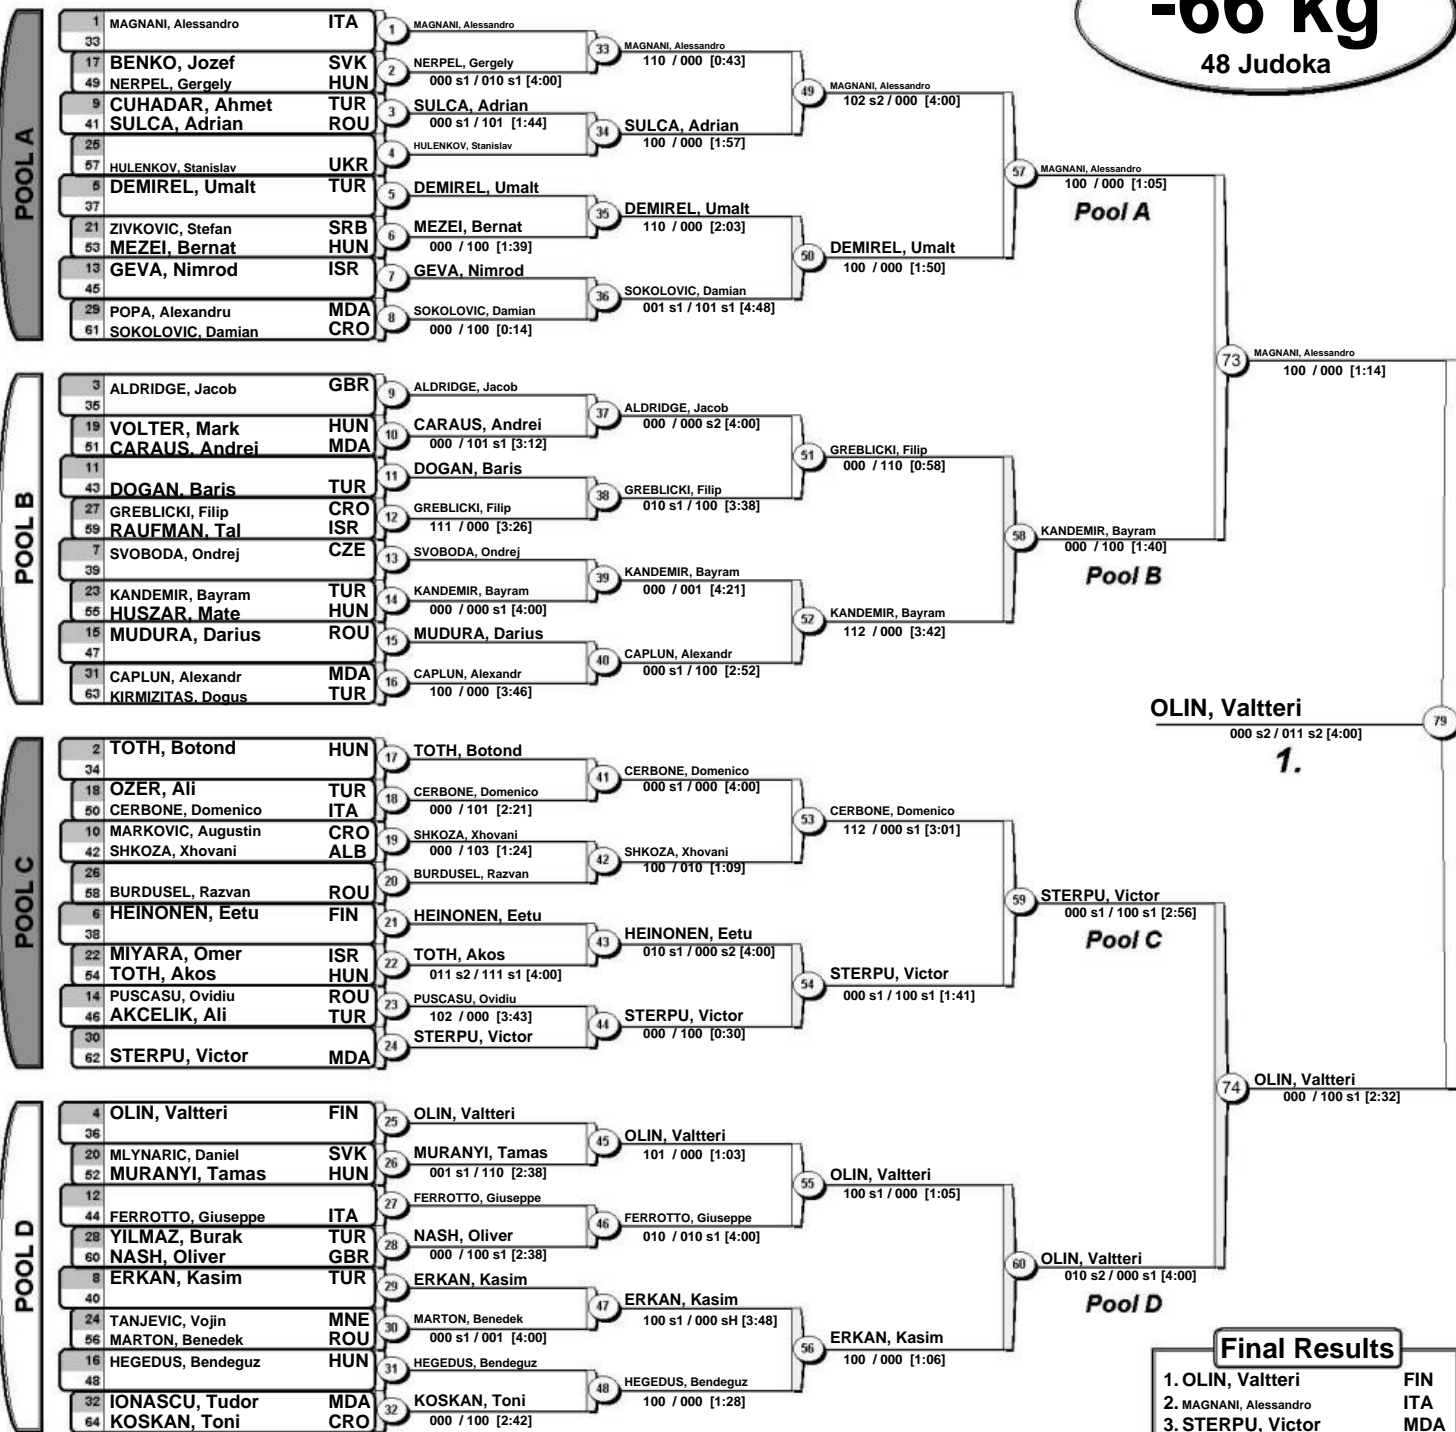 -66 kg
48 Judoka
POOL A
1 MAGNANI, Alessandro ITA
33
17 BENKO, Jozef SVK
49 NERPEL, Gergely HUN
9 CUHADAR, Ahmet TUR
41 SULCA, Adrian ROU
25
57 HULENKOV, Stanislav UKR
5 DEMIREL, Umalt TUR
37
21 ZIVKOVIC, Stefan SRB
53 MEZEI, Bernat HUN
13 GEVA, Nimrod ISR
45
29 POPA, Alexandru MDA
61 SOKOLOVIC, Damian CRO
1 MAGNANI, Alessandro
2 NERPEL, Gergely
000 s1 / 010 s1 [4:00]
3 SULCA, Adrian
000 s1 / 101 [1:44]
4 HULENKOV, Stanislav
5 DEMIREL, Umalt
6 MEZEI, Bernat
000 / 100 [1:39]
7 GEVA, Nimrod
8 SOKOLOVIC, Damian
000 / 100 [0:14]
33 MAGNANI, Alessandro
110 / 000 [0:43]
34 SULCA, Adrian
100 / 000 [1:57]
35 DEMIREL, Umalt
110 / 000 [2:03]
36 SOKOLOVIC, Damian
001 s1 / 101 s1 [4:48]
49 MAGNANI, Alessandro
102 s2 / 000 [4:00]
50 DEMIREL, Umalt
100 / 000 [1:50]
57 MAGNANI, Alessandro
100 / 000 [1:05]
Pool A
POOL B
3 ALDRIDGE, Jacob GBR
35
19 VOLTER, Mark HUN
51 CARAUS, Andrei MDA
11
43 DOGAN, Baris TUR
27 GREBLICKI, Filip CRO
59 RAUFMAN, Tal ISR
7 SVOBODA, Ondrej CZE
39
23 KANDEMIR, Bayram TUR
55 HUSZAR, Mate HUN
15 MUDURA, Darius ROU
47
31 CAPLUN, Alexandr MDA
63 KIRMIZITAS, Dogus TUR
9 ALDRIDGE, Jacob
10 CARAUS, Andrei
000 / 101 s1 [3:12]
11 DOGAN, Baris
12 GREBLICKI, Filip
111 / 000 [3:26]
13 SVOBODA, Ondrej
14 KANDEMIR, Bayram
000 / 000 s1 [4:00]
15 MUDURA, Darius
16 CAPLUN, Alexandr
100 / 000 [3:46]
37 ALDRIDGE, Jacob
000 / 000 s2 [4:00]
38 GREBLICKI, Filip
010 s1 / 100 [3:38]
39 KANDEMIR, Bayram
000 / 001 [4:21]
40 CAPLUN, Alexandr
000 s1 / 100 [2:52]
51 GREBLICKI, Filip
000 / 110 [0:58]
52 KANDEMIR, Bayram
112 / 000 [3:42]
58 KANDEMIR, Bayram
000 / 100 [1:40]
Pool B
73 MAGNANI, Alessandro
100 / 000 [1:14]
OLIN, Valtteri 79
000 s2 / 011 s2 [4:00]
1.
POOL C
2 TOTH, Botond HUN
34
18 OZER, Ali TUR
50 CERBONE, Domenico ITA
10 MARKOVIC, Augustin CRO
42 SHKOZA, Xhovani ALB
26
58 BURDUSEL, Razvan ROU
6 HEINONEN, Eetu FIN
38
22 MIYARA, Omer ISR
54 TOTH, Akos HUN
14 PUSCASU, Ovidiu ROU
46 AKCELIK, Ali TUR
30
62 STERPU, Victor MDA
17 TOTH, Botond
18 CERBONE, Domenico
000 / 101 [2:21]
19 SHKOZA, Xhovani
000 / 103 [1:24]
20 BURDUSEL, Razvan
21 HEINONEN, Eetu
22 TOTH, Akos
011 s2 / 111 s1 [4:00]
23 PUSCASU, Ovidiu
102 / 000 [3:43]
24 STERPU, Victor
41 CERBONE, Domenico
000 s1 / 000 [4:00]
42 SHKOZA, Xhovani
100 / 010 [1:09]
43 HEINONEN, Eetu
010 s1 / 000 s2 [4:00]
44 STERPU, Victor
000 / 100 [0:30]
53 CERBONE, Domenico
112 / 000 s1 [3:01]
54 STERPU, Victor
000 s1 / 100 s1 [1:41]
59 STERPU, Victor
000 s1 / 100 s1 [2:56]
Pool C
POOL D
4 OLIN, Valtteri FIN
36
20 MLYNARIC, Daniel SVK
52 MURANYI, Tamas HUN
12
44 FERROTTO, Giuseppe ITA
28 YILMAZ, Burak TUR
60 NASH, Oliver GBR
8 ERKAN, Kasim TUR
40
24 TANJEVIC, Vojin MNE
56 MARTON, Benedek ROU
16 HEGEDUS, Bendeguz HUN
48
32 IONASCU, Tudor MDA
64 KOSKAN, Toni CRO
25 OLIN, Valtteri
26 MURANYI, Tamas
001 s1 / 110 [2:38]
27 FERROTTO, Giuseppe
28 NASH, Oliver
000 / 100 s1 [2:38]
29 ERKAN, Kasim
30 MARTON, Benedek
000 s1 / 001 [4:00]
31 HEGEDUS, Bendeguz
32 KOSKAN, Toni
000 / 100 [2:42]
45 OLIN, Valtteri
101 / 000 [1:03]
46 FERROTTO, Giuseppe
010 / 010 s1 [4:00]
47 ERKAN, Kasim
100 s1 / 000 sH [3:48]
48 HEGEDUS, Bendeguz
100 / 000 [1:28]
55 OLIN, Valtteri
100 s1 / 000 [1:05]
56 ERKAN, Kasim
100 / 000 [1:06]
60 OLIN, Valtteri
010 s2 / 000 s1 [4:00]
Pool D
74 OLIN, Valtteri
000 / 100 s1 [2:32]
Final Results
1. OLIN, Valtteri FIN
2. MAGNANI, Alessandro ITA
3. STERPU, Victor MDA